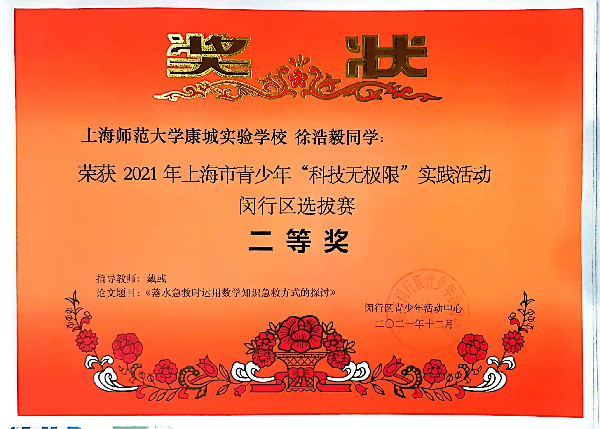 奖状
上海师范大学康城实验学校 徐浩毅同学：
荣获 2021 年上海市青少年“科技无极限”实践活动
闵行区选拔赛
二等奖
指导教师：戴彧
论文题目：《落水急救时运用数学知识急救方式的探讨》
闵行区青少年活动中心
二〇二一年十二月